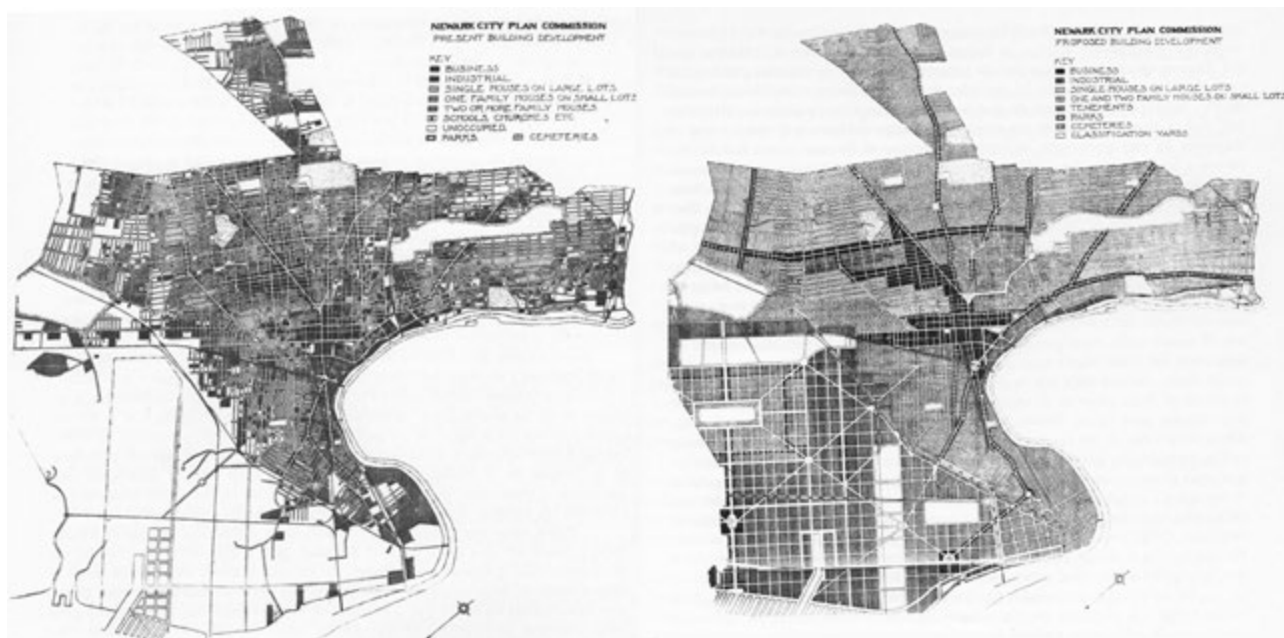 NEWARK CITY PLAN COMMISSION
PRESENT BUILDING DEVELOPMENT
KEY
BUSINESS
INDUSTRIAL
SINGLE HOUSES ON LARGE LOTS
ONE FAMILY HOUSES ON SMALL LOTS
TWO OR MORE FAMILY HOUSES
SCHOOLS, CHURCHES ETC
UNOCCUPIED
PARKS CEMETERIES
NEWARK CITY PLAN COMMISSION
PROPOSED BUILDING DEVELOPMENT
KEY
BUSINESS
INDUSTRIAL
SINGLE HOUSES ON LARGE LOTS
ONE AND TWO FAMILY HOUSES ON SMALL LOTS
TENEMENTS
PARKS
CEMETERIES
CLASSIFICATION YARDS